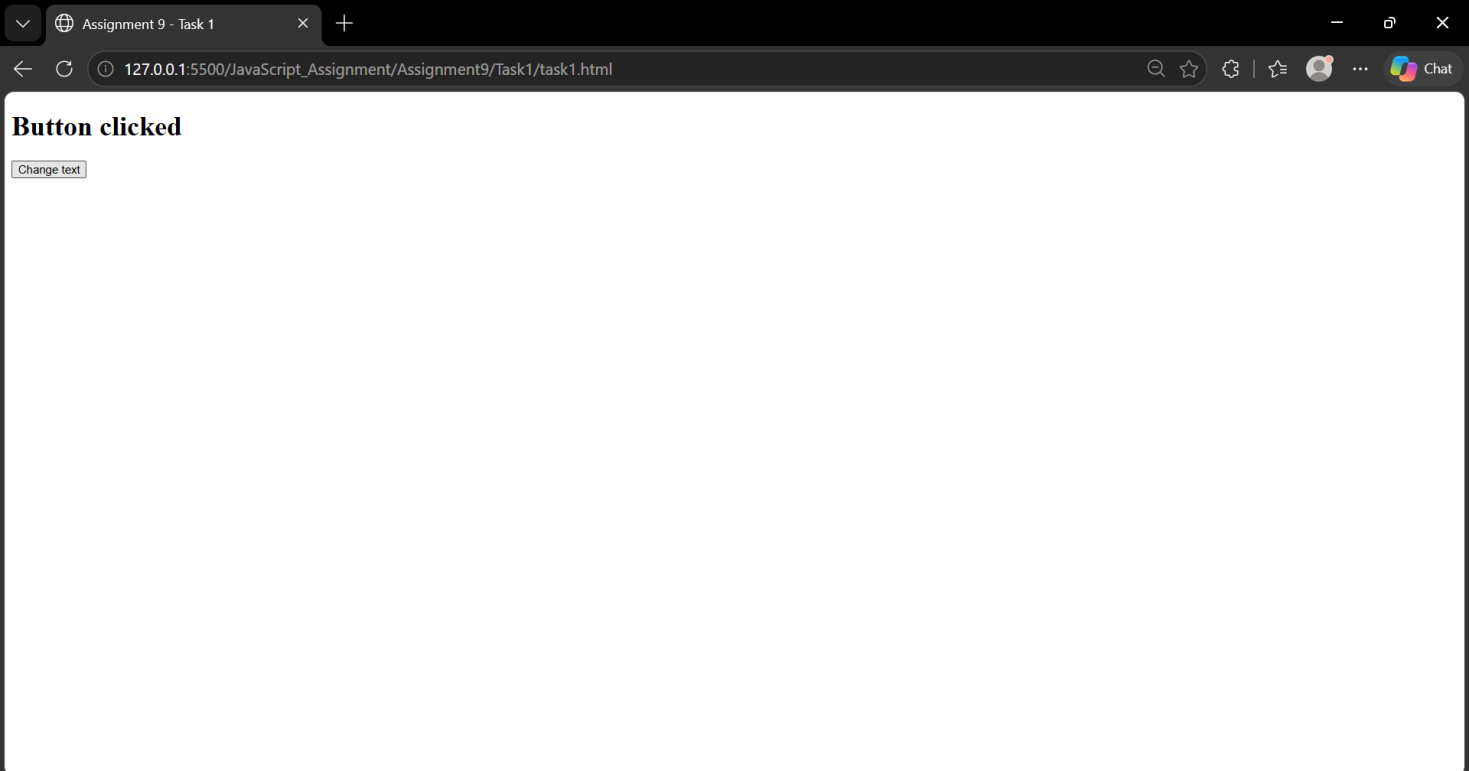 Assignment 9 - Task 1
127.0.0.1:5500/JavaScript_Assignment/Assignment9/Task1/task1.html
Chat
Button clicked
Change text